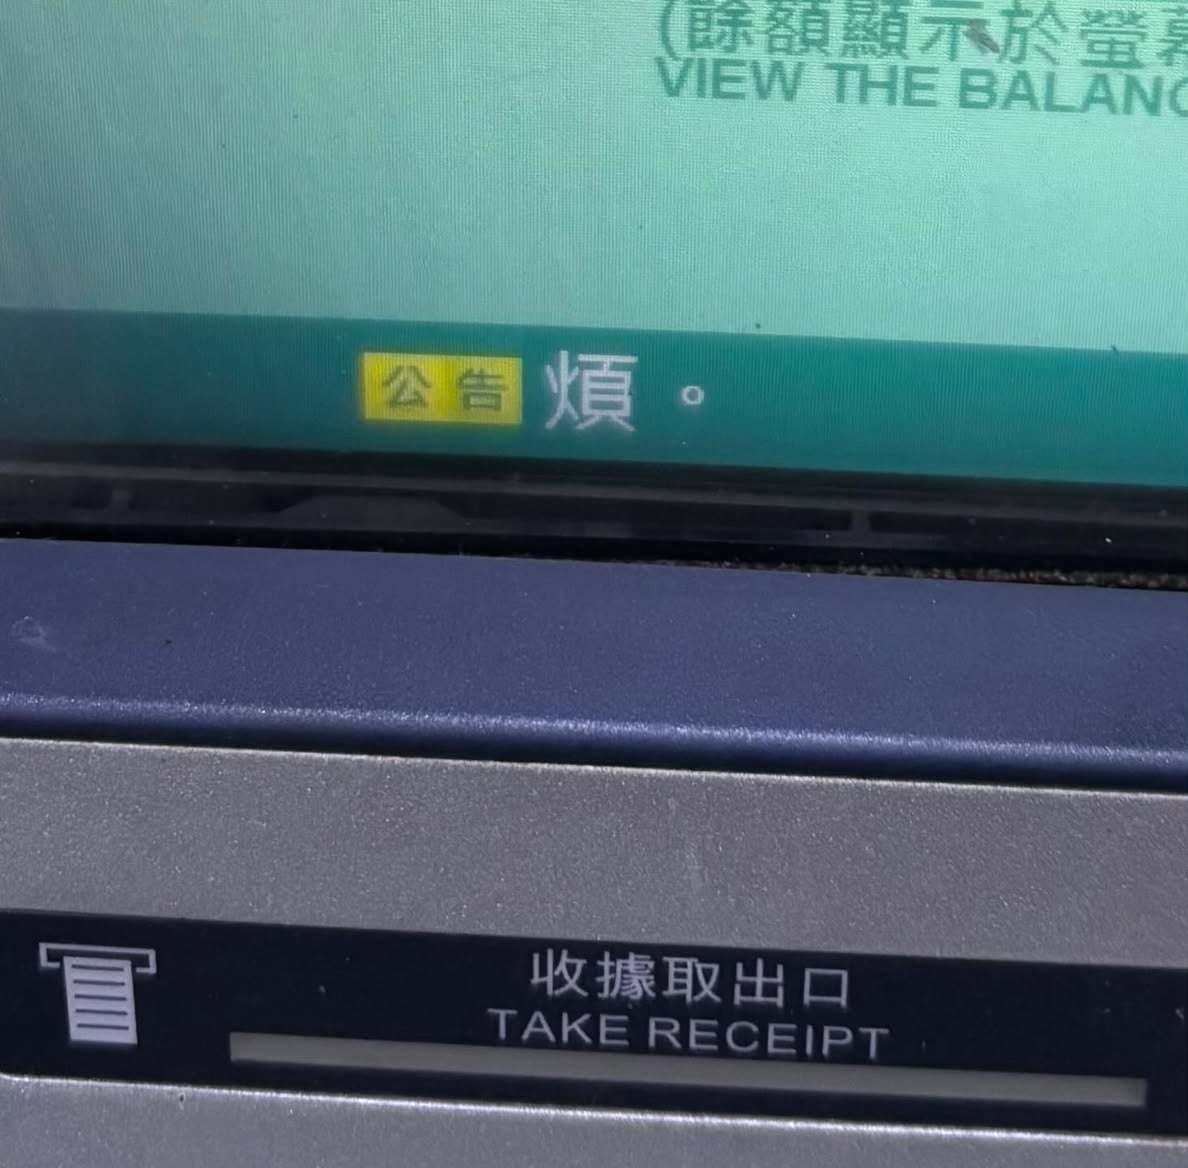 (餘額顯示於螢幕
VIEW THE BALANC
公告 煩。
收據取出口
TAKE RECEIPT